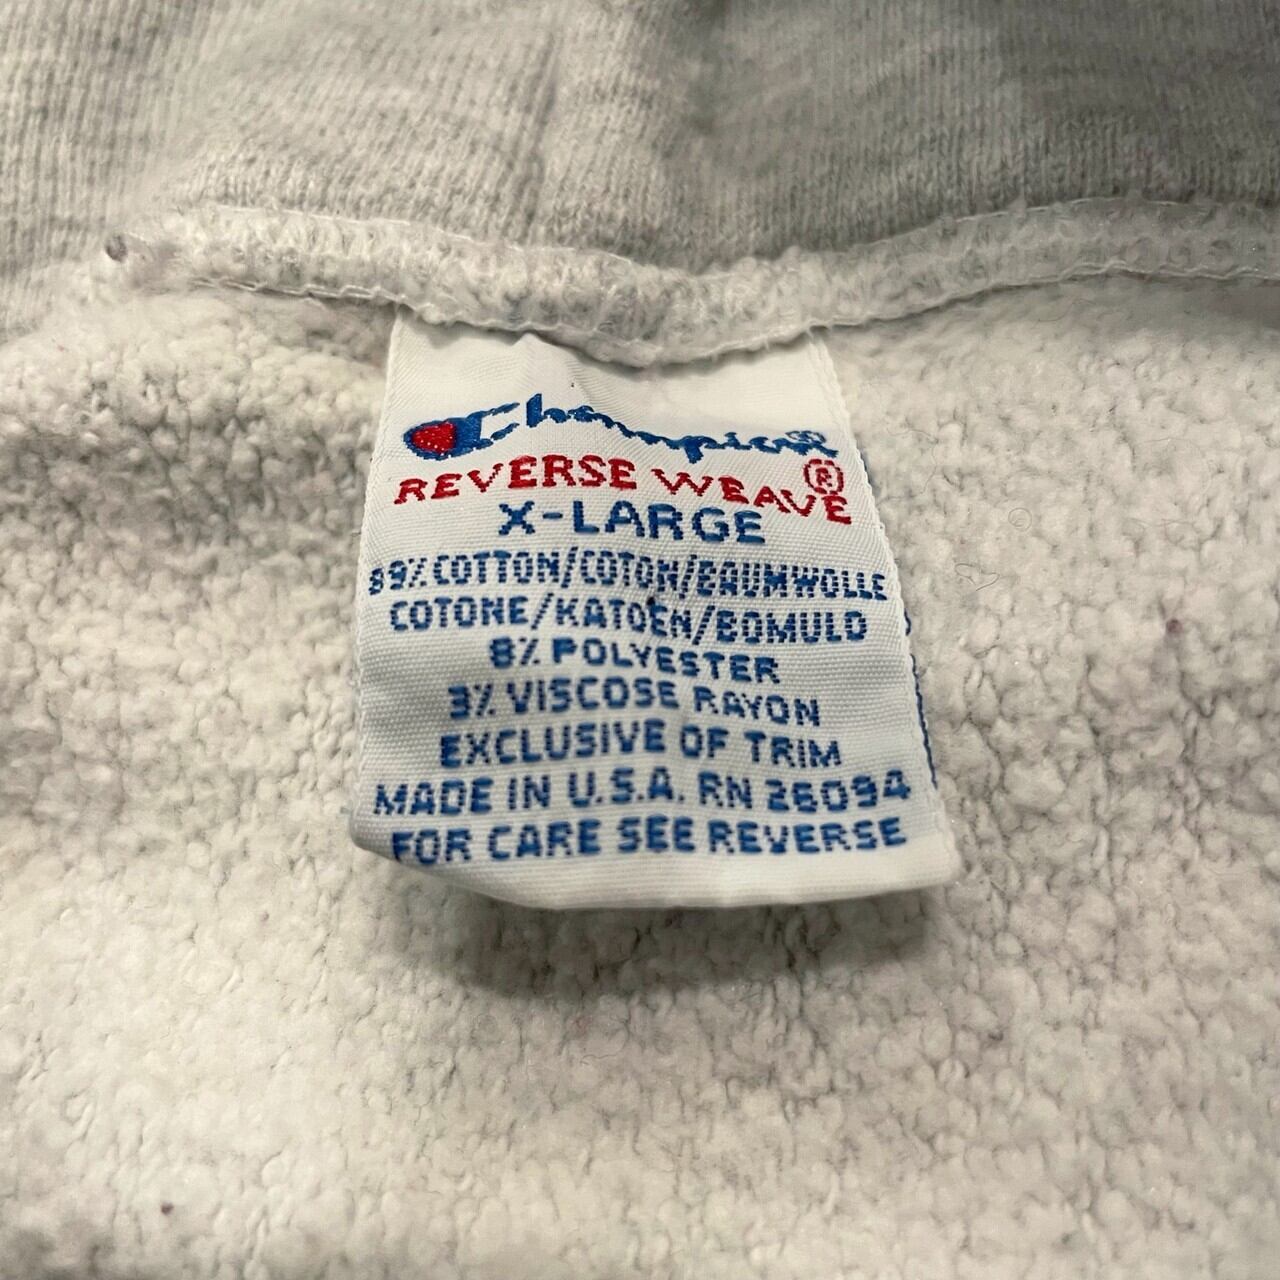 Champion®
REVERSE WEAVE®
X-LARGE
89% COTTON/COTON/BAUMWOLLE
COTONE/KATOEN/BOMULD
8% POLYESTER
3% VISCOSE RAYON
EXCLUSIVE OF TRIM
MADE IN U.S.A. RN 26094
FOR CARE SEE REVERSE